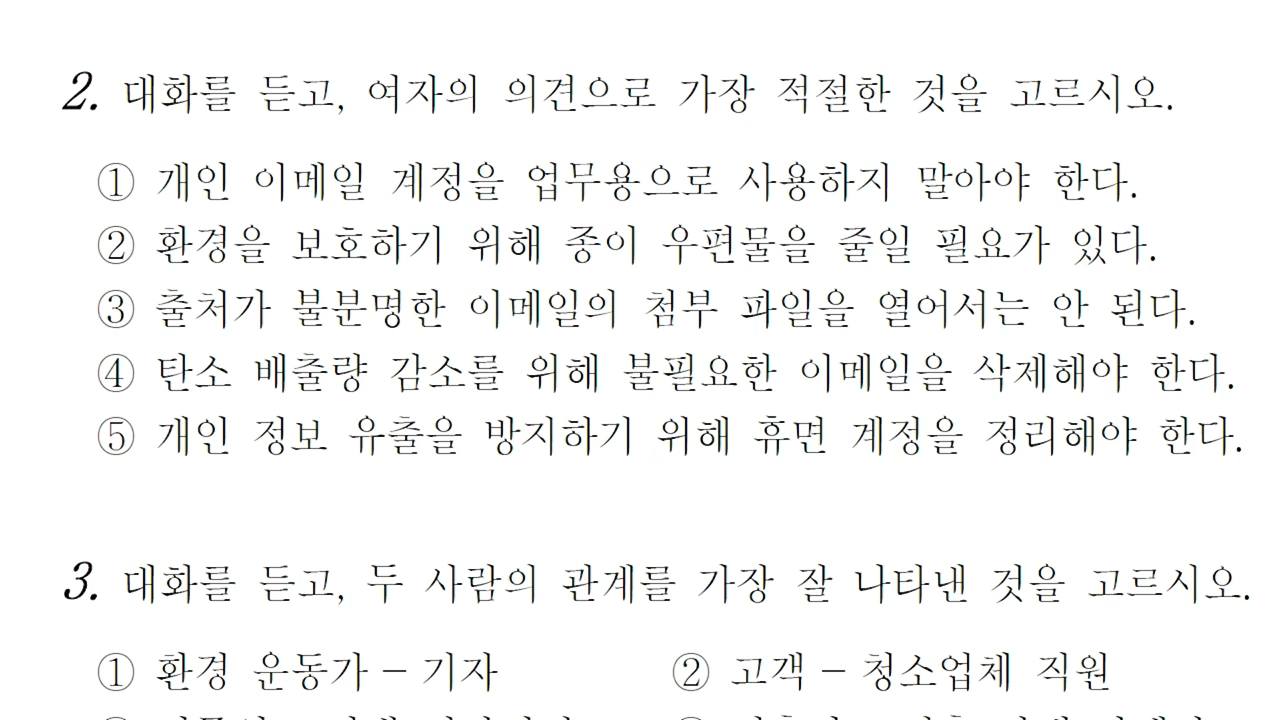 2. 대화를 듣고, 여자의 의견으로 가장 적절한 것을 고르시오.
① 개인 이메일 계정을 업무용으로 사용하지 말아야 한다.
② 환경을 보호하기 위해 종이 우편물을 줄일 필요가 있다.
③ 출처가 불분명한 이메일의 첨부 파일을 열어서는 안 된다.
④ 탄소 배출량 감소를 위해 불필요한 이메일을 삭제해야 한다.
⑤ 개인 정보 유출을 방지하기 위해 휴면 계정을 정리해야 한다.
3. 대화를 듣고, 두 사람의 관계를 가장 잘 나타낸 것을 고르시오.
① 환경 운동가 - 기자 ② 고객 - 청소업체 직원